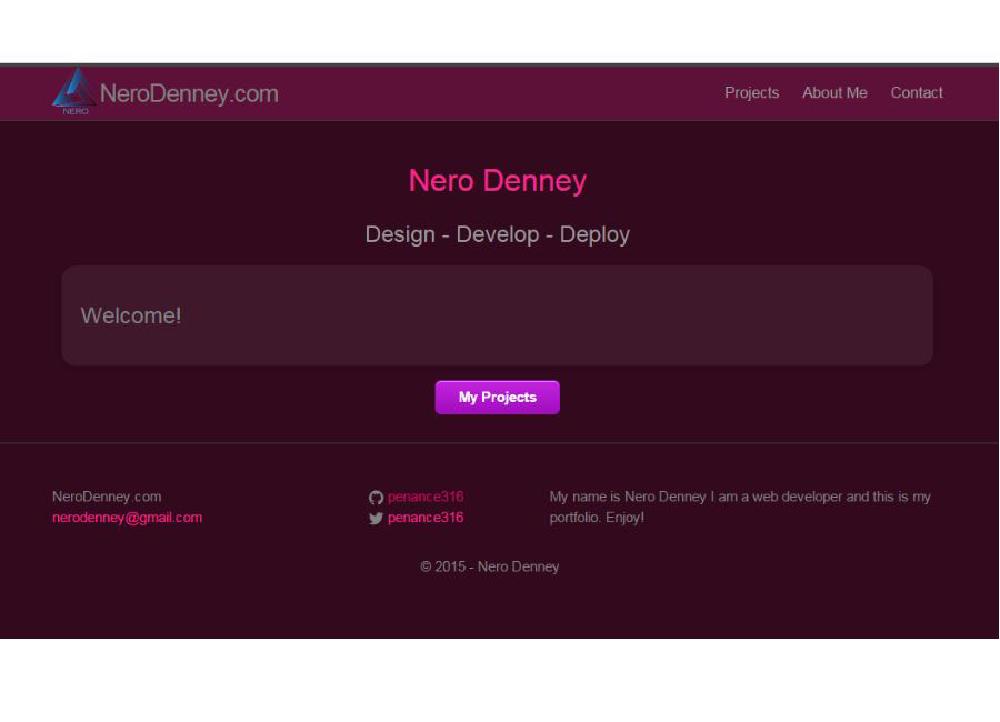 NERO
NeroDenney.com
Projects About Me Contact
Nero Denney
Design - Develop - Deploy
Welcome!
My Projects
NeroDenney.com
nerodenney@gmail.com
penance316
penance316
My name is Nero Denney I am a web developer and this is my
portfolio. Enjoy!
© 2015 - Nero Denney